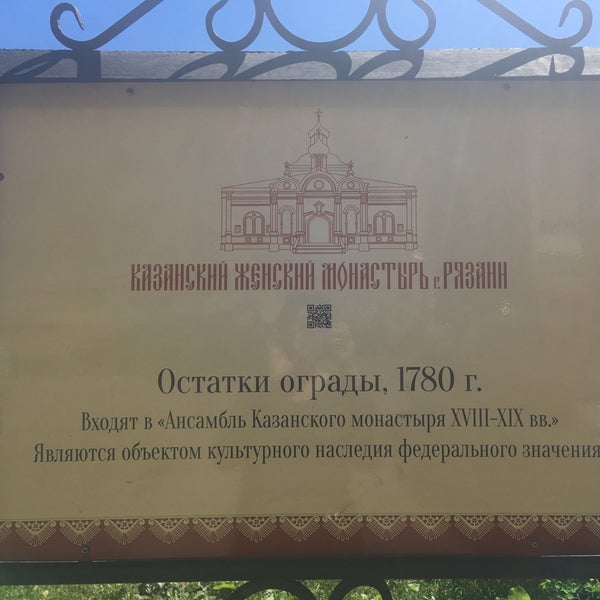 КАЗАНСКИЙ ЖЕНСКИЙ МОНАСТЫРЬ г. РЯЗАНИ
Остатки ограды, 1780 г.
Входят в «Ансамбль Казанского монастыря XVIII-XIX вв.»
Являются объектом культурного наследия федерального значения